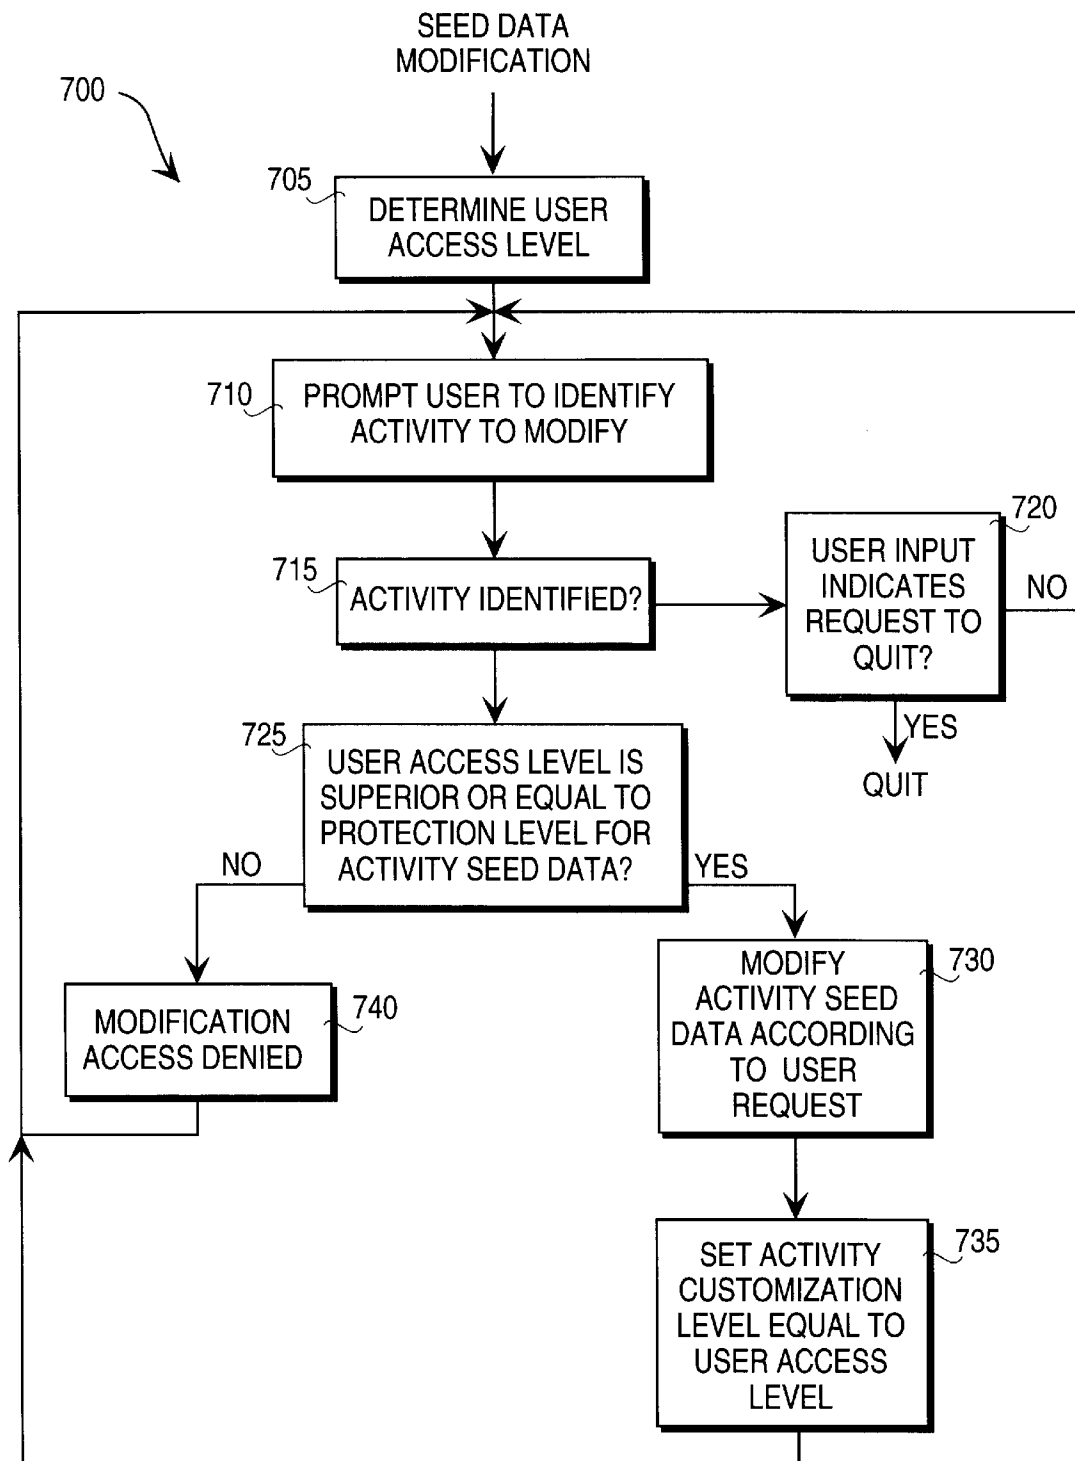 SEED DATA
MODIFICATION
700
705
DETERMINE USER
ACCESS LEVEL
710
PROMPT USER TO IDENTIFY
ACTIVITY TO MODIFY
715
ACTIVITY IDENTIFIED?
720
USER INPUT
INDICATES
REQUEST TO
QUIT?
NO
YES
QUIT
725
USER ACCESS LEVEL IS
SUPERIOR OR EQUAL TO
PROTECTION LEVEL FOR
ACTIVITY SEED DATA?
NO
YES
740
MODIFICATION
ACCESS DENIED
730
MODIFY
ACTIVITY SEED
DATA ACCORDING
TO USER
REQUEST
735
SET ACTIVITY
CUSTOMIZATION
LEVEL EQUAL TO
USER ACCESS
LEVEL